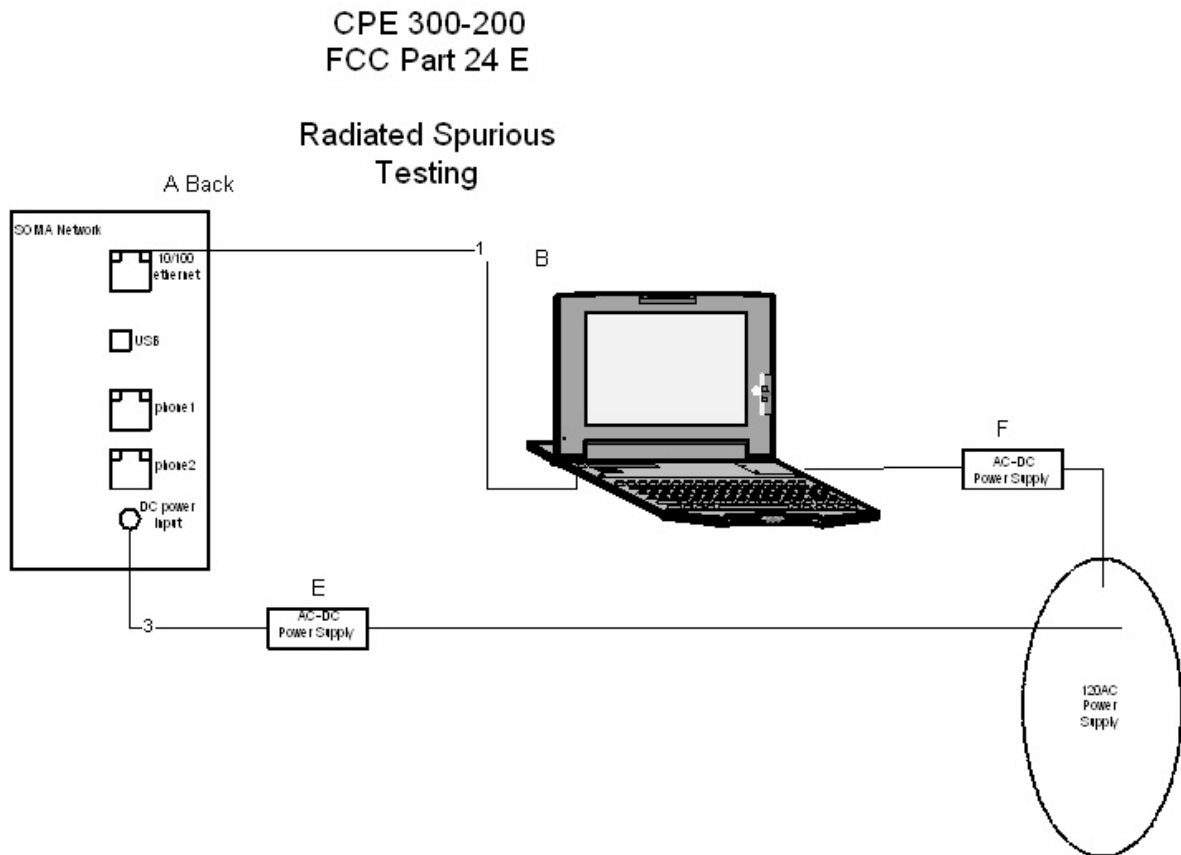 CPE 300-200
FCC Part 24 E
Radiated Spurious
Testing
A Back
SOMA Network
10/100
ethernet
USB
phone1
phone2
DC power
Input
1
B
F
AC-DC
Power Supply
E
3
AC-DC
Power Supply
120AC
Power
Supply